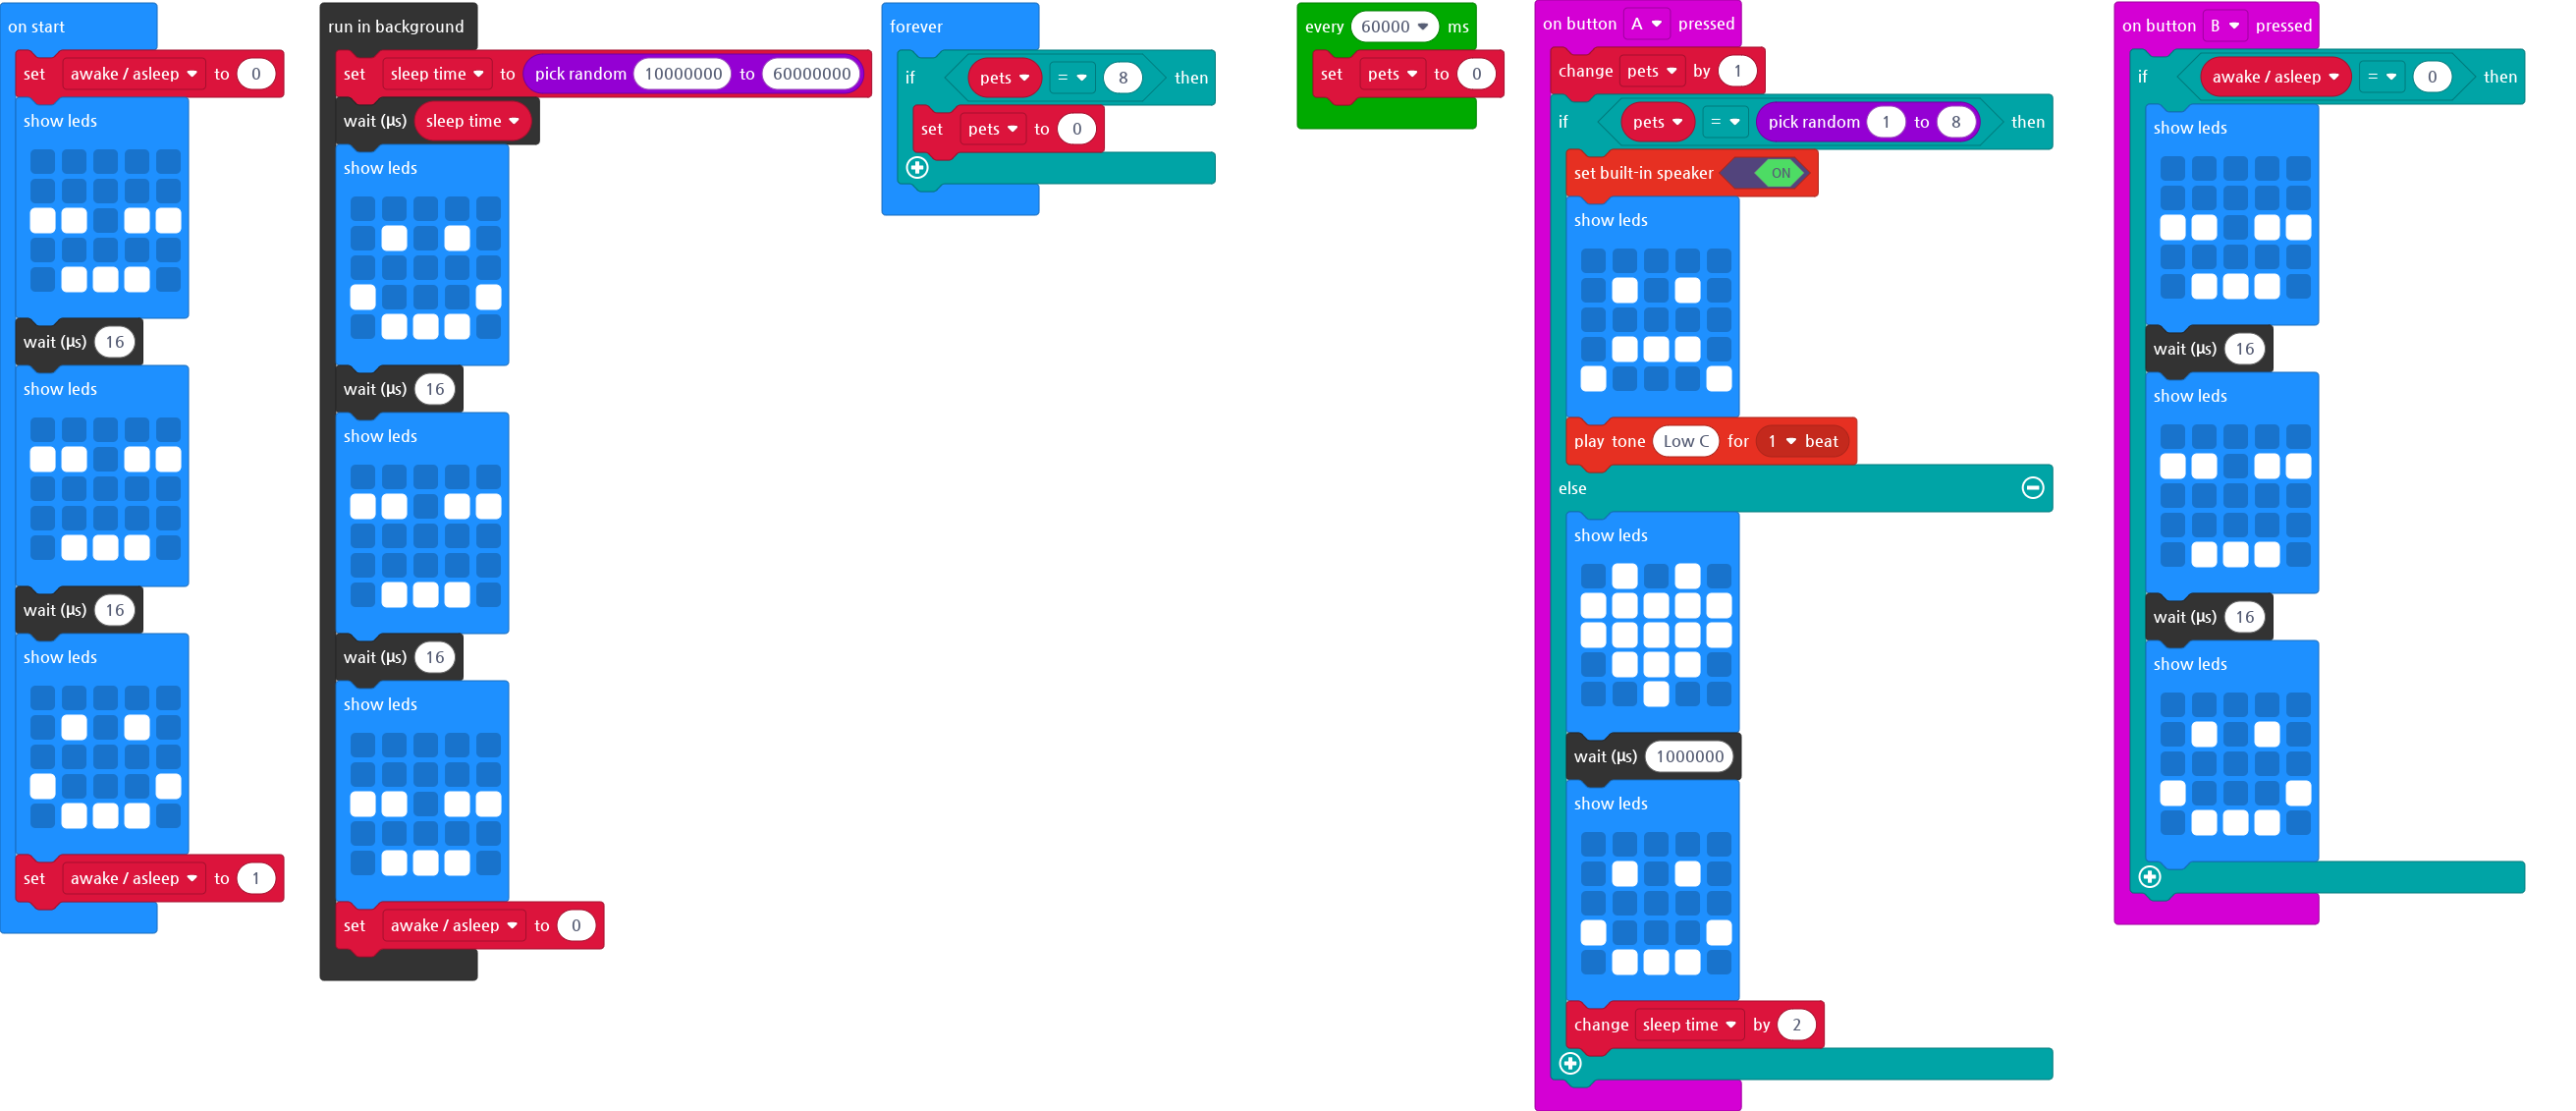 on start
set awake / asleep to 0
show leds
wait (µs) 16
show leds
wait (µs) 16
show leds
set awake / asleep to 1
run in background
set sleep time to pick random 10000000 to 60000000
wait (µs) sleep time
show leds
wait (µs) 16
show leds
wait (µs) 16
show leds
set awake / asleep to 0
forever
if pets = 8 then
set pets to 0
every 60000 ms
set pets to 0
on button A pressed
change pets by 1
if pets = pick random 1 to 8 then
set built-in speaker ON
show leds
play tone Low C for 1 beat
else
show leds
wait (µs) 1000000
show leds
change sleep time by 2
on button B pressed
if awake / asleep = 0 then
show leds
wait (µs) 16
show leds
wait (µs) 16
show leds